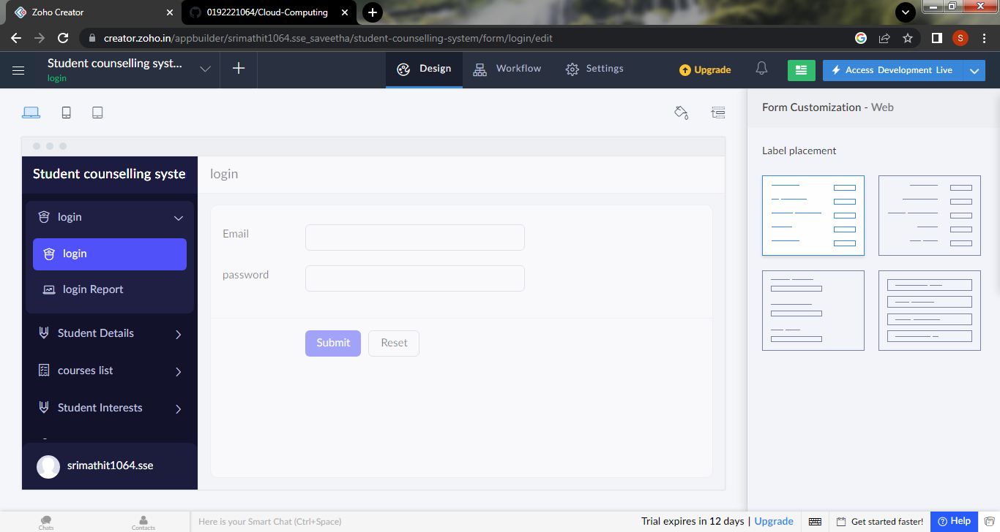 Zoho Creator
0192221064/Cloud-Computing
creator.zoho.in/appbuilder/srimathit1064.sse_saveetha/student-counselling-system/form/login/edit
S
Student counselling syst...
login
Design
Workflow
Settings
Upgrade
Access Development Live
Form Customization - Web
Label placement
Student counselling syste
login
login
login
login Report
Student Details
courses list
Student Interests
srimathit1064.sse
Email
password
Submit
Reset
Chats
Contacts
Here is your Smart Chat (Ctrl+Space)
Trial expires in 12 days | Upgrade
Get started faster!
Help